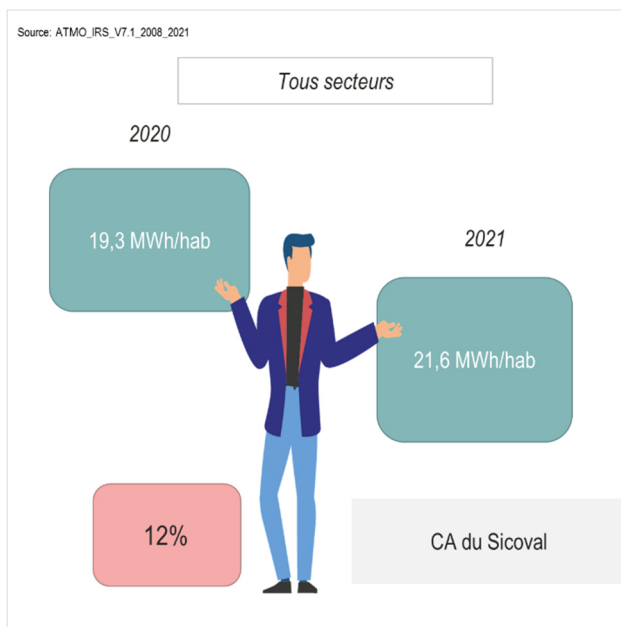 Source: ATMO_IRS_V7.1_2008_2021
Tous secteurs
2020
19,3 MWh/hab
2021
21,6 MWh/hab
12%
CA du Sicoval